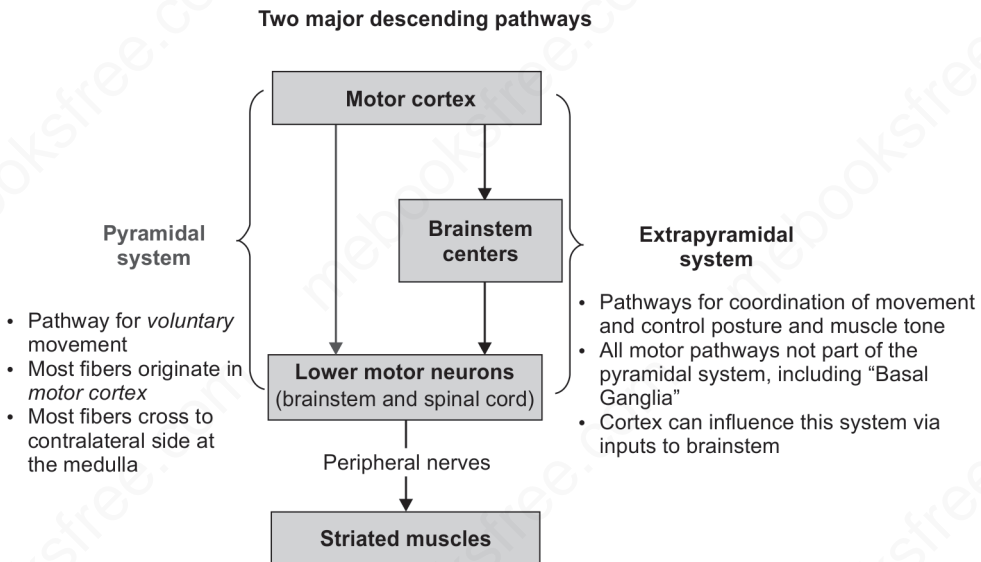 Two major descending pathways
Motor cortex
Pyramidal
system
Brainstem
centers
Extrapyramidal
system
• Pathway for voluntary
movement
• Most fibers originate in
motor cortex
• Most fibers cross to
contralateral side at
the medulla
• Pathways for coordination of movement
and control posture and muscle tone
• All motor pathways not part of the
pyramidal system, including “Basal
Ganglia”
• Cortex can influence this system via
inputs to brainstem
Lower motor neurons
(brainstem and spinal cord)
Peripheral nerves
Striated muscles
mebooksfree.com